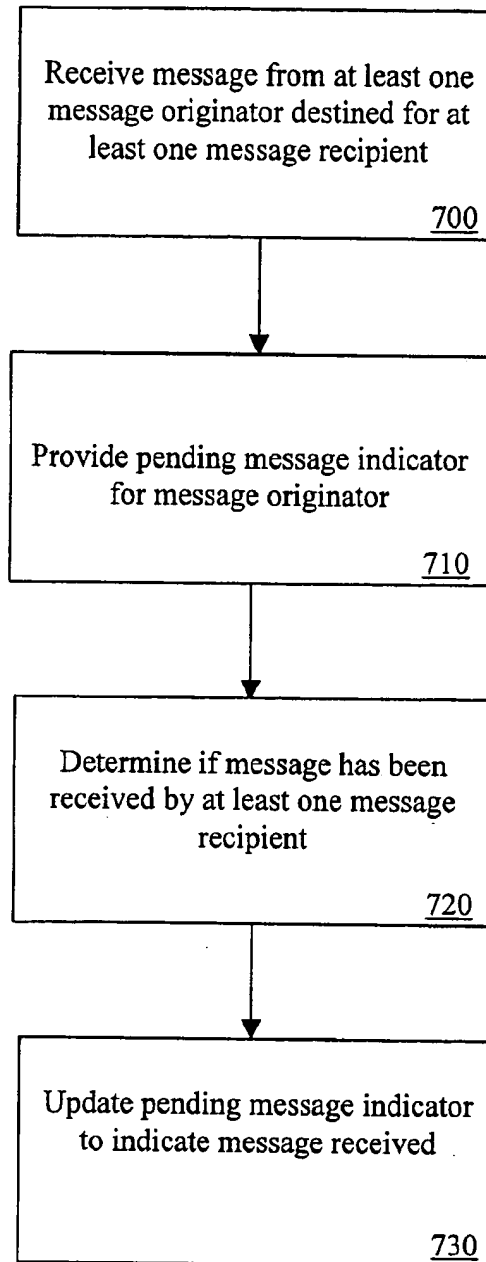 Receive message from at least one
message originator destined for at
least one message recipient
700
Provide pending message indicator
for message originator
710
Determine if message has been
received by at least one message
recipient
720
Update pending message indicator
to indicate message received
730